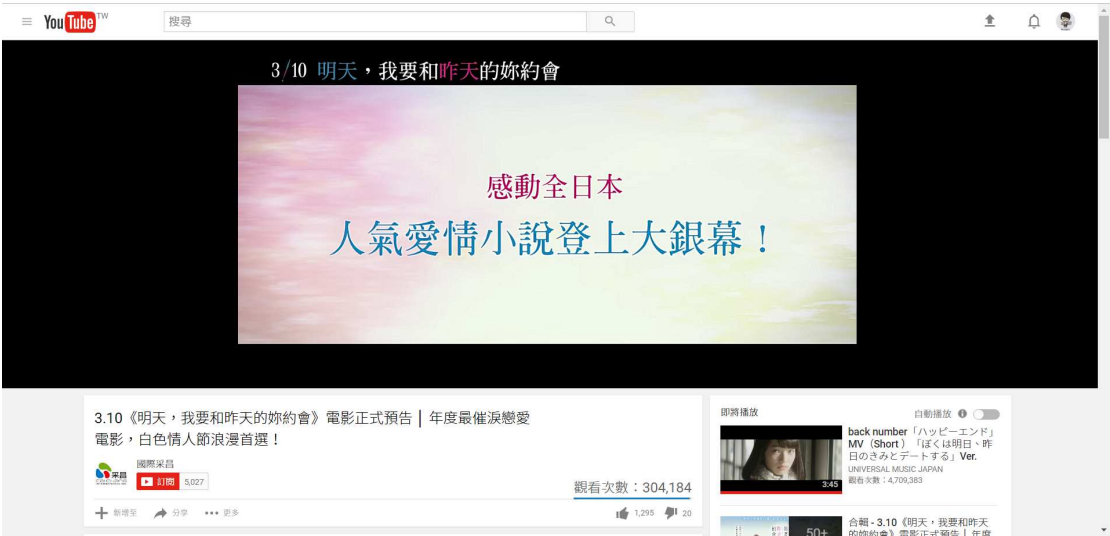 YouTube TW
搜尋
3/10 明天，我要和昨天的妳約會
感動全日本
人氣愛情小說登上大銀幕！
3.10《明天，我要和昨天的妳約會》電影正式預告 │ 年度最催淚戀愛
電影，白色情人節浪漫首選！
國際采昌
采昌
訂閱 5,027
觀看次數：304,184
新增至 分享 更多
1,295 20
即將播放 自動播放
back number「ハッピーエンド」
MV（Short）「ぼくは明日、昨
日のきみとデートする」Ver.
UNIVERSAL MUSIC JAPAN
觀看次數：4,709,383
3:45
合輯 - 3.10《明天，我要和昨天
的妳約會》電影正式預告 │ 年度
50+